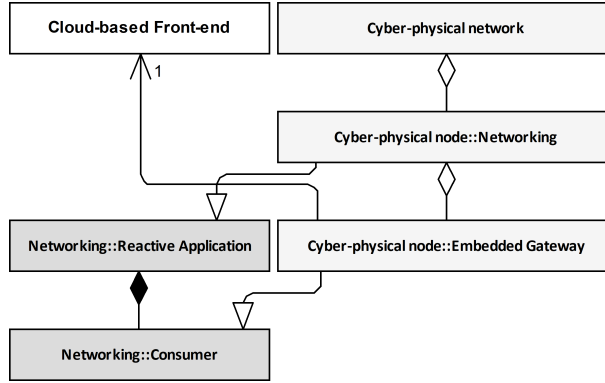 Cloud-based Front-end
Cyber-physical network
1
Cyber-physical node::Networking
Networking::Reactive Application
Cyber-physical node::Embedded Gateway
Networking::Consumer